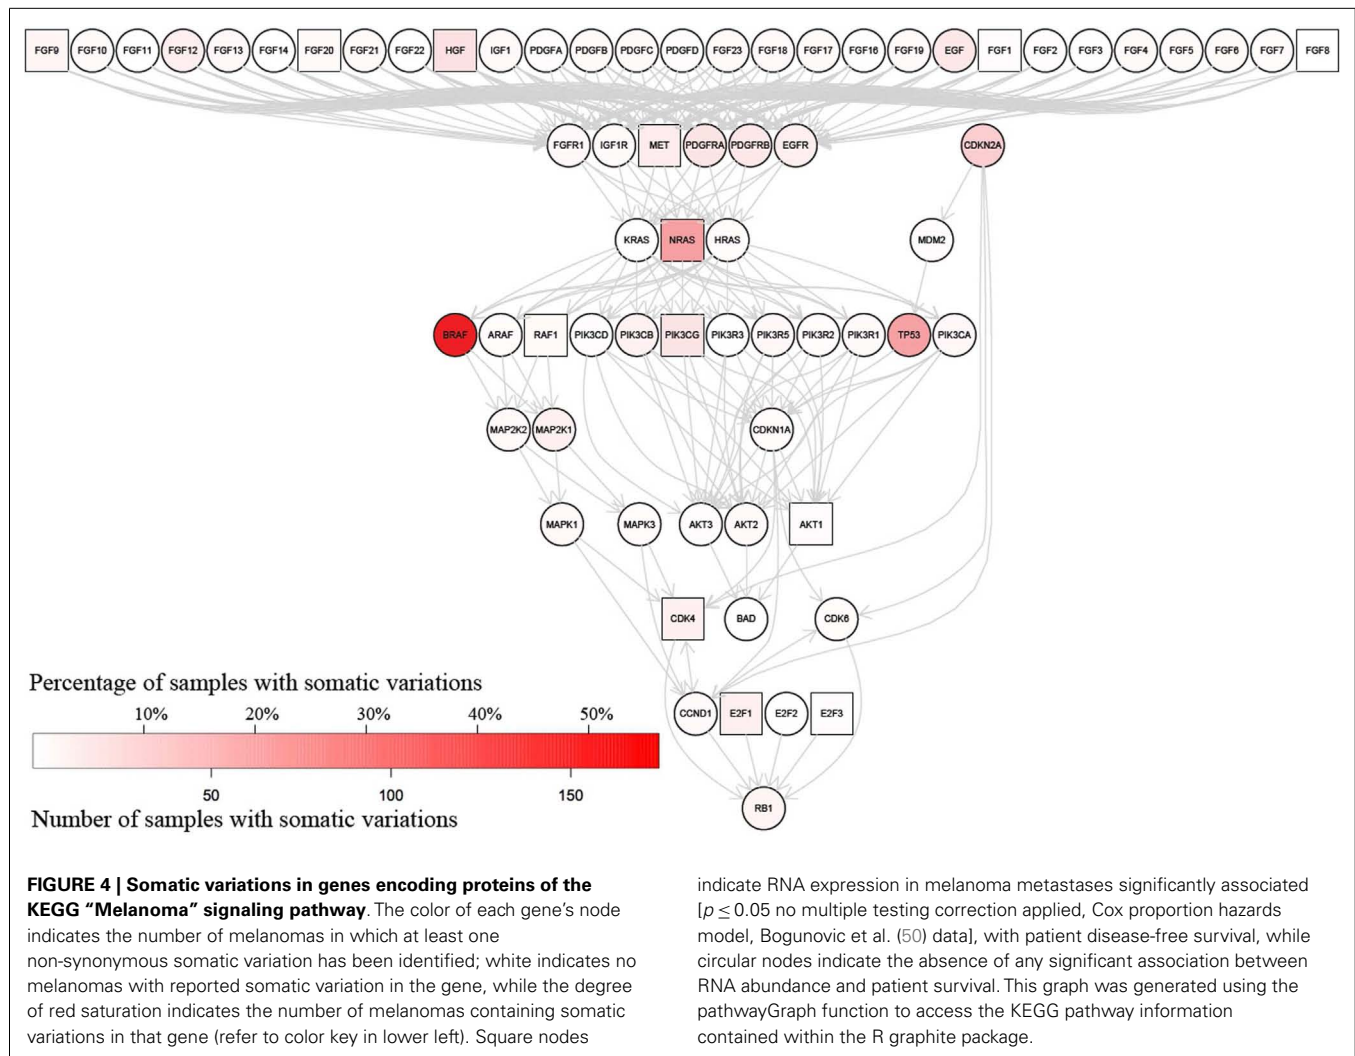 FGF9 FGF10 FGF11 FGF12 FGF13 FGF14 FGF20 FGF21 FGF22 HGF IGF1 PDGFA PDGFB PDGFC PDGFD FGF23 FGF18 FGF17 FGF16 FGF19 EGF FGF1 FGF2 FGF3 FGF4 FGF5 FGF6 FGF7 FGF8
FGFR1 IGF1R MET PDGFRA PDGFRB EGFR CDKN2A
KRAS NRAS HRAS MDM2
BRAF ARAF RAF1 PIK3CD PIK3CB PIK3CG PIK3R3 PIK3R5 PIK3R2 PIK3R1 TP53 PIK3CA
MAP2K2 MAP2K1 CDKN1A
MAPK1 MAPK3 AKT3 AKT2 AKT1
CDK4 BAD CDK6
CCND1 E2F1 E2F2 E2F3
RB1
Percentage of samples with somatic variations
10% 20% 30% 40% 50%
50 100 150
Number of samples with somatic variations
FIGURE 4 | Somatic variations in genes encoding proteins of the
KEGG “Melanoma” signaling pathway. The color of each gene’s node
indicates the number of melanomas in which at least one
non-synonymous somatic variation has been identified; white indicates no
melanomas with reported somatic variation in the gene, while the degree
of red saturation indicates the number of melanomas containing somatic
variations in that gene (refer to color key in lower left). Square nodes
indicate RNA expression in melanoma metastases significantly associated
[p ≤ 0.05 no multiple testing correction applied, Cox proportion hazards
model, Bogunovic et al. (50) data], with patient disease-free survival, while
circular nodes indicate the absence of any significant association between
RNA abundance and patient survival. This graph was generated using the
pathwayGraph function to access the KEGG pathway information
contained within the R graphite package.